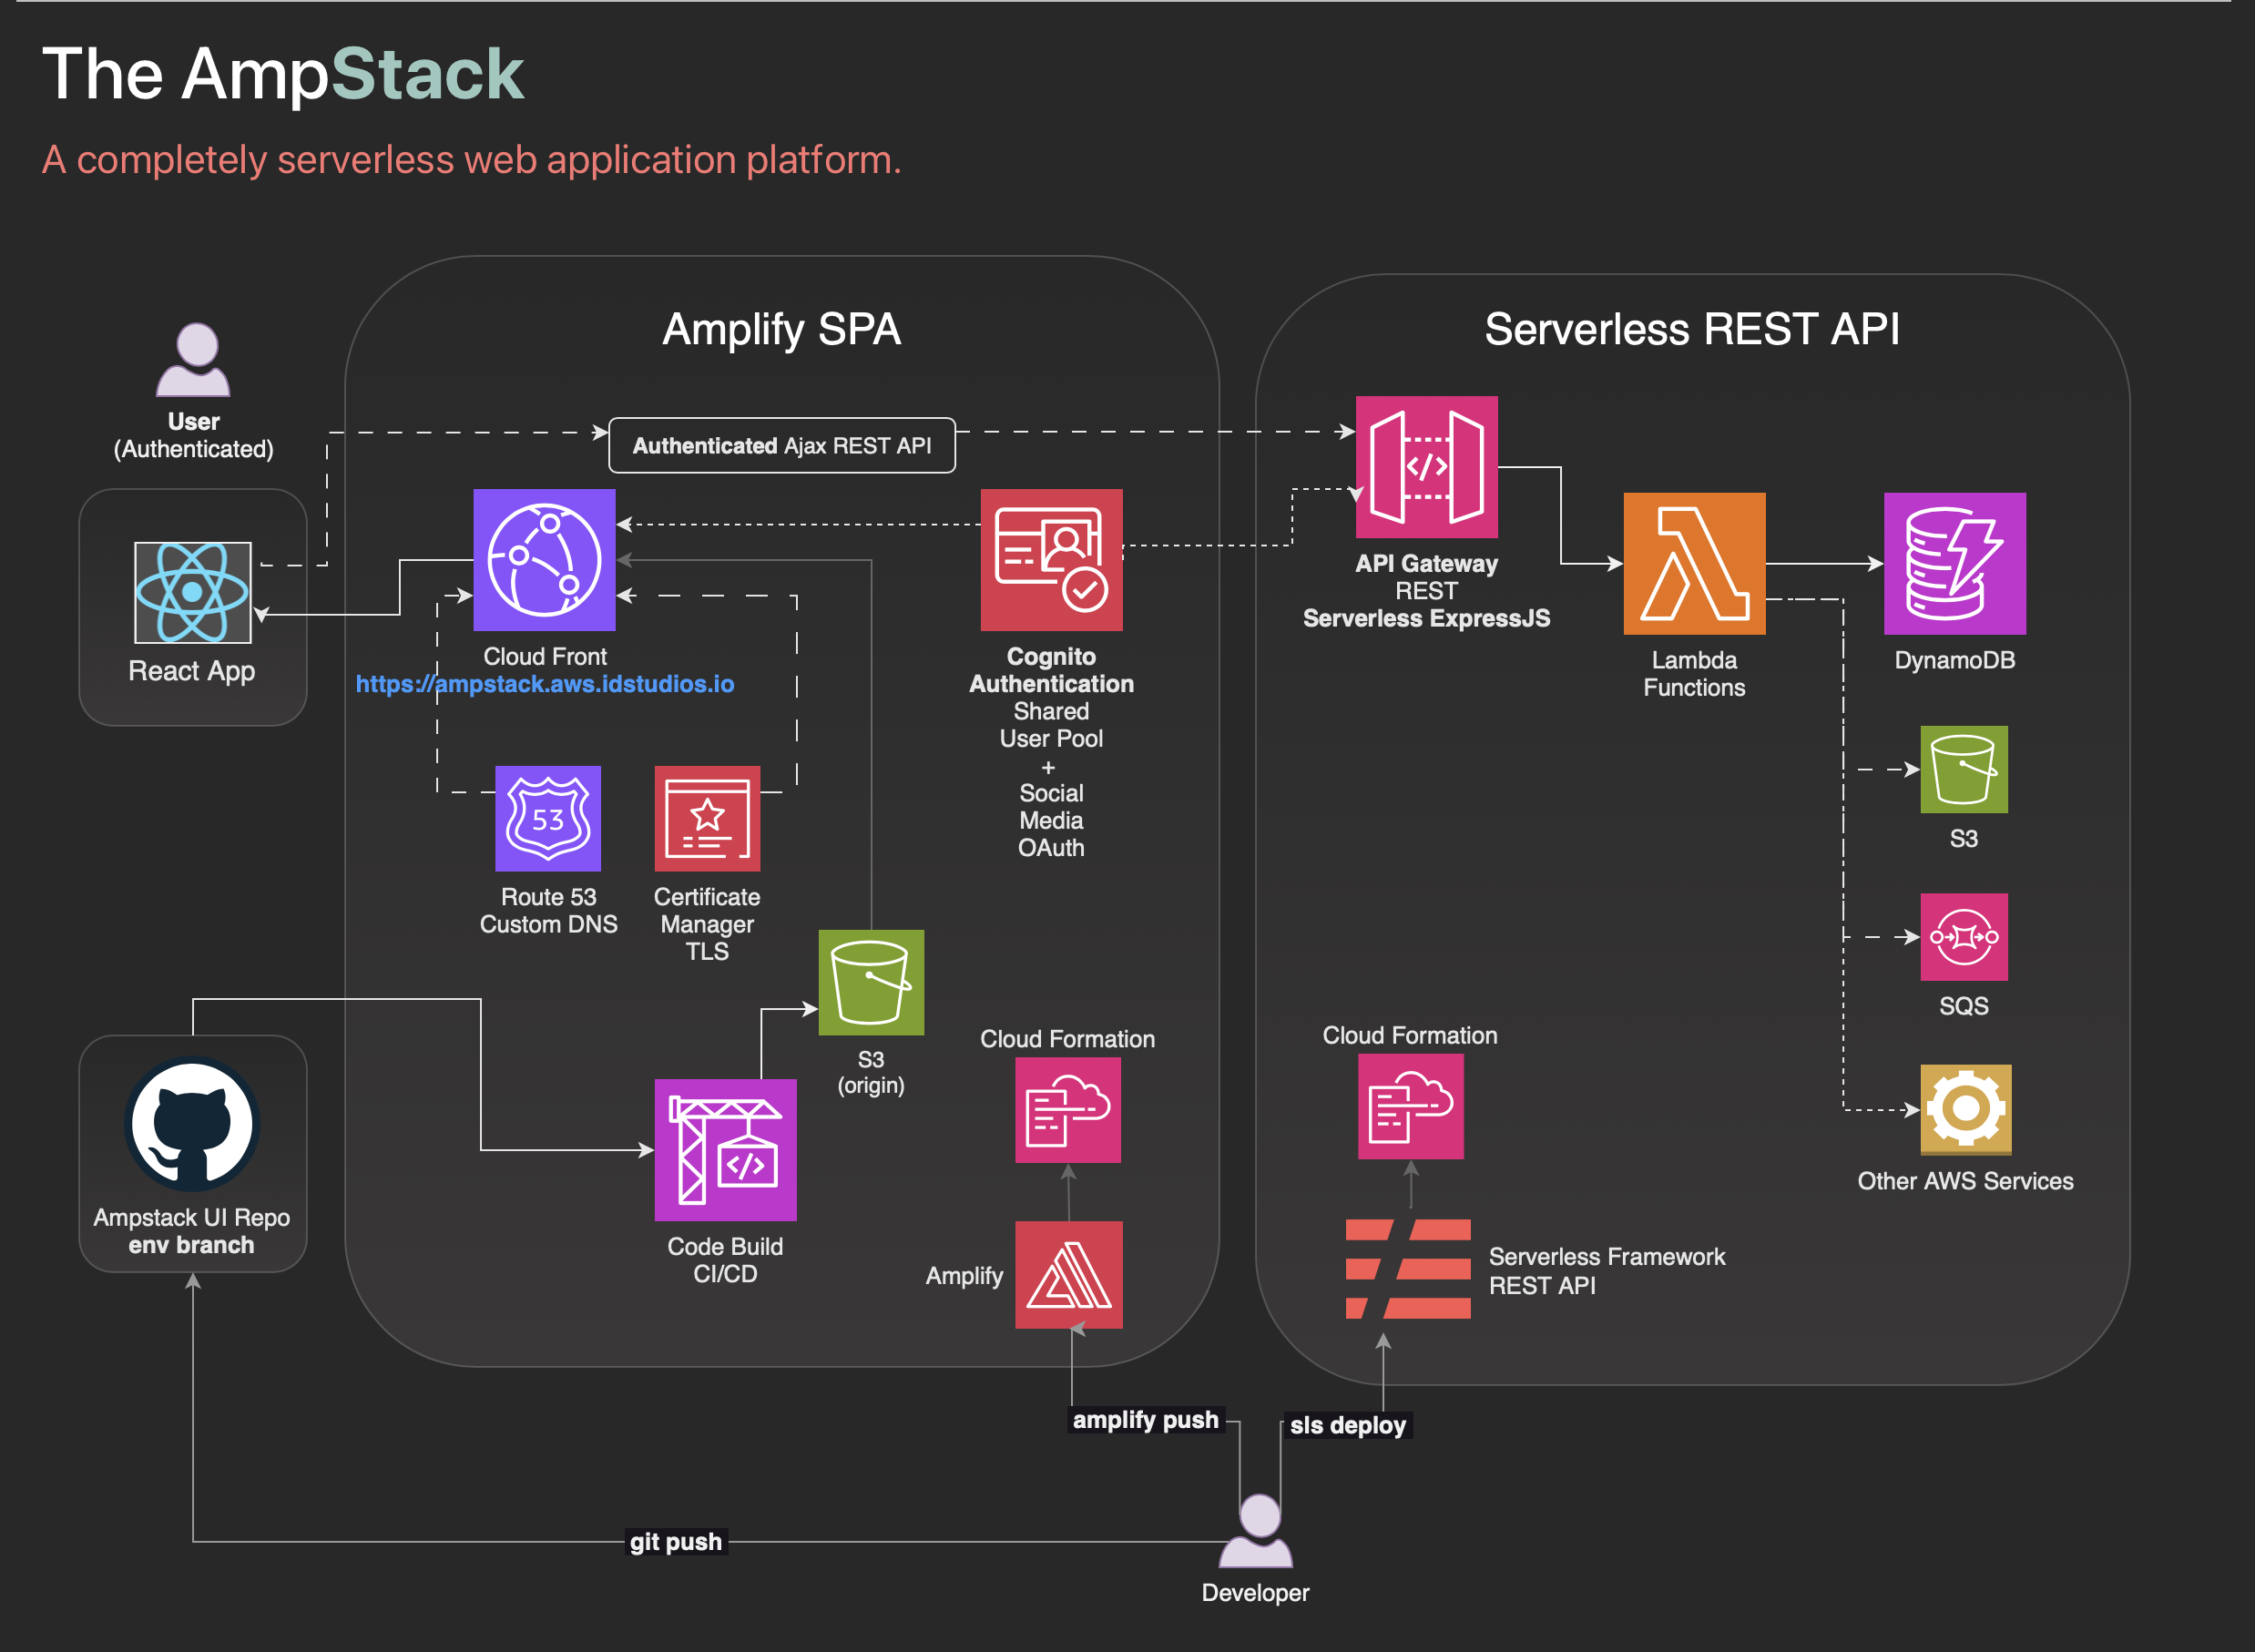 The AmpStack
A completely serverless web application platform.
Amplify SPA
Serverless REST API
User
(Authenticated)
Authenticated Ajax REST API
React App
Cloud Front
https://ampstack.aws.idstudios.io
Cognito
Authentication
Shared
User Pool
+
Social
Media
OAuth
API Gateway
REST
Serverless ExpressJS
Lambda
Functions
DynamoDB
S3
SQS
Other AWS Services
53
Route 53
Custom DNS
Certificate
Manager
TLS
S3
(origin)
Cloud Formation
Cloud Formation
Ampstack UI Repo
env branch
</>
Code Build
CI/CD
Amplify
Serverless Framework
REST API
amplify push
sls deploy
git push
Developer